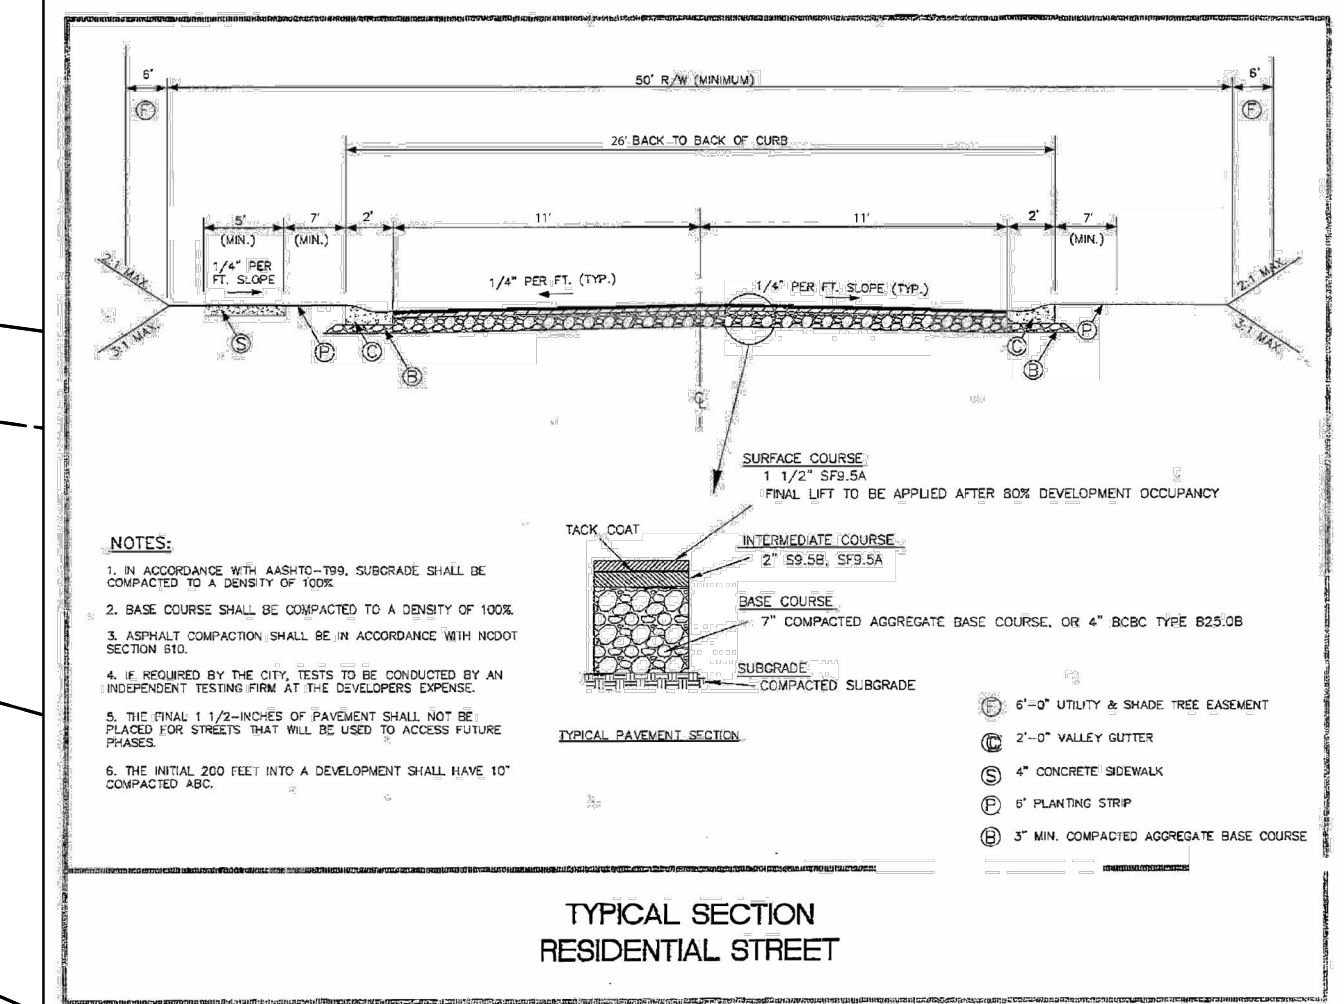 6'
50' R/W (MINIMUM)
6'
F
F
26' BACK TO BACK OF CURB
5'
(MIN.)
7'
(MIN.)
2'
11'
11'
2'
7'
(MIN.)
2:1 MAX.
1/4" PER
FT. SLOPE
1/4" PER FT. (TYP.)
1/4" PER FT. SLOPE (TYP.)
2:1 MAX.
3:1 MAX.
S
P
C
B
C
P
B
3:1 MAX.
CL
SURFACE COURSE
1 1/2" SF9.5A
FINAL LIFT TO BE APPLIED AFTER 80% DEVELOPMENT OCCUPANCY
TACK COAT
INTERMEDIATE COURSE
2" S9.5B, SF9.5A
BASE COURSE
7" COMPACTED AGGREGATE BASE COURSE, OR 4" BCBC TYPE B25.0B
SUBGRADE
COMPACTED SUBGRADE
TYPICAL PAVEMENT SECTION
NOTES:
1. IN ACCORDANCE WITH AASHTO-T99, SUBGRADE SHALL BE
COMPACTED TO A DENSITY OF 100%.
2. BASE COURSE SHALL BE COMPACTED TO A DENSITY OF 100%.
3. ASPHALT COMPACTION SHALL BE IN ACCORDANCE WITH NCDOT
SECTION 610.
4. IF REQUIRED BY THE CITY, TESTS TO BE CONDUCTED BY AN
INDEPENDENT TESTING FIRM AT THE DEVELOPERS EXPENSE.
5. THE FINAL 1 1/2-INCHES OF PAVEMENT SHALL NOT BE
PLACED FOR STREETS THAT WILL BE USED TO ACCESS FUTURE
PHASES.
6. THE INITIAL 200 FEET INTO A DEVELOPMENT SHALL HAVE 10"
COMPACTED ABC.
F 6'-0" UTILITY & SHADE TREE EASEMENT
C 2'-0" VALLEY GUTTER
S 4" CONCRETE SIDEWALK
P 6' PLANTING STRIP
B 3" MIN. COMPACTED AGGREGATE BASE COURSE
TYPICAL SECTION
RESIDENTIAL STREET